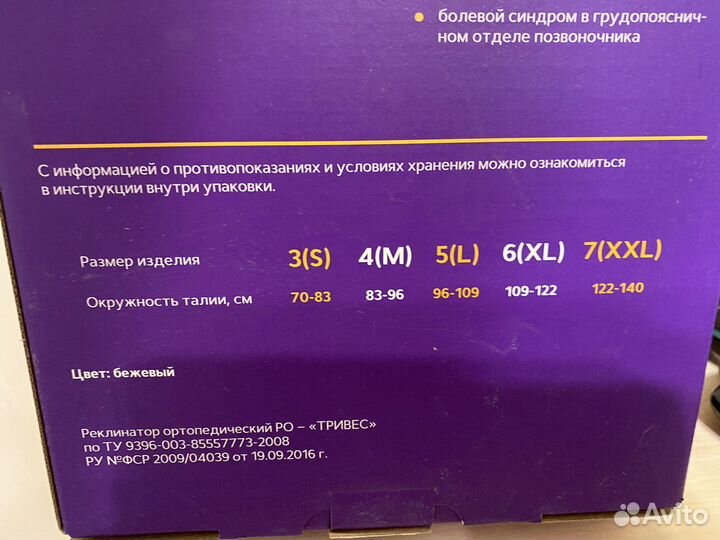 болевой синдром в грудопояснич-
ном отделе позвоночника
С информацией о противопоказаниях и условиях хранения можно ознакомиться
в инструкции внутри упаковки.
Размер изделия 3(S) 4(M) 5(L) 6(XL) 7(XXL)
Окружность талии, см 70-83 83-96 96-109 109-122 122-140
Цвет: бежевый
Реклинатор ортопедический РО – «ТРИВЕС»
по ТУ 9396-003-85557773-2008
РУ №ФСР 2009/04039 от 19.09.2016 г.
Avito